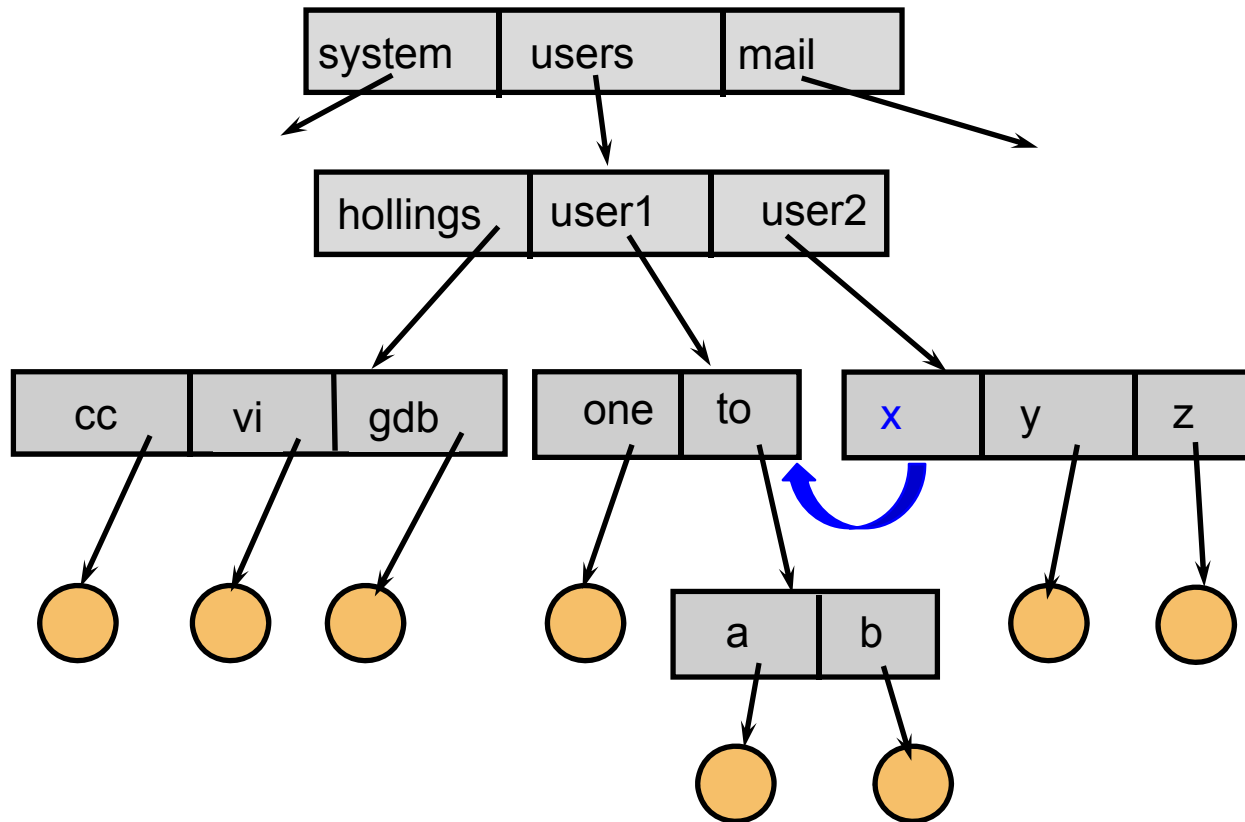 system users mail
hollings user1 user2
cc vi gdb one to x y z
a b